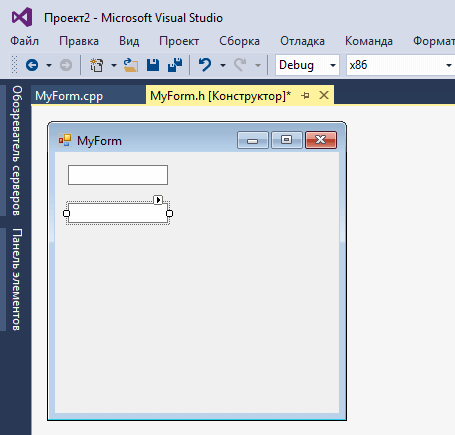 Проект2 - Microsoft Visual Studio
Файл Правка Вид Проект Сборка Отладка Команда Формат
Debug x86
MyForm.cpp MyForm.h [Конструктор]*
Обозреватель серверов
Панель элементов
MyForm